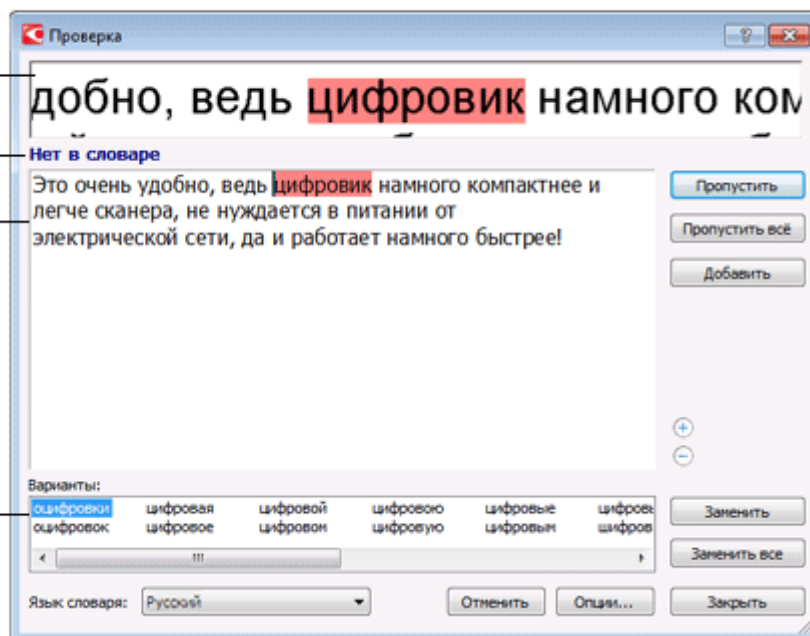 Проверка
добно, ведь цифровик намного ком
Нет в словаре
Это очень удобно, ведь цифровик намного компактнее и
легче сканера, не нуждается в питании от
электрической сети, да и работает намного быстрее!
Пропустить
Пропустить всё
Добавить
Варианты:
оцифровки цифровая цифровой цифровою цифровые цифровы
оцифровок цифровое цифровом цифровую цифровым шифров
Заменить
Заменить все
Язык словаря: Русский Отменить Опции... Закрыть